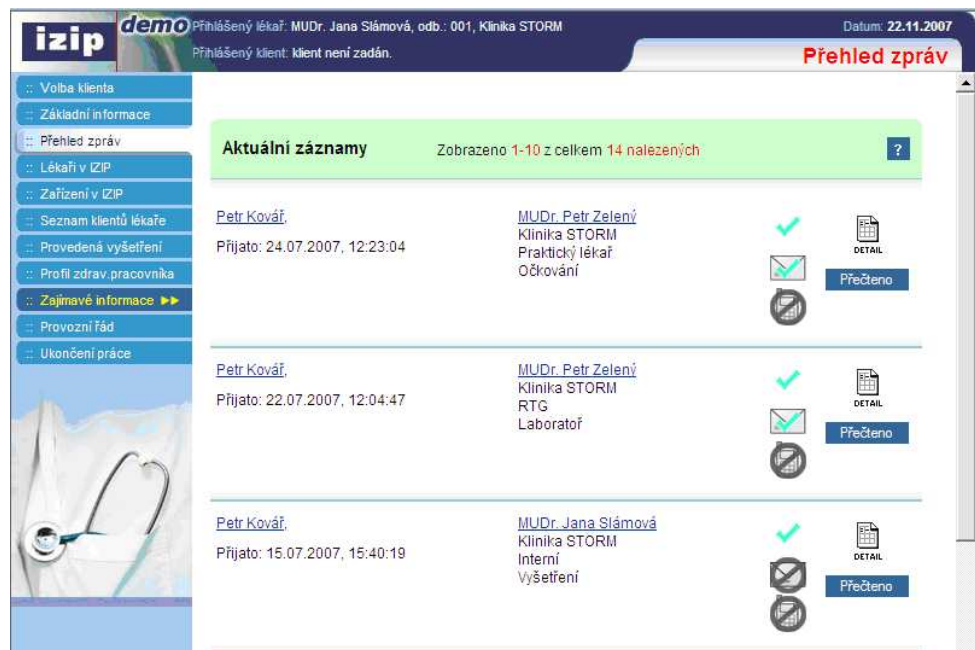 izip demo
Přihlášený lékař: MUDr. Jana Slámová, odb.: 001, Klinika STORM
Datum: 22.11.2007
Přihlášený klient: klient není zadán.
Přehled zpráv
:: Volba klienta
:: Základní informace
:: Přehled zpráv
:: Lékaři v IZIP
:: Zařízení v IZIP
:: Seznam klientů lékaře
:: Provedená vyšetření
:: Profil zdrav.pracovníka
:: Zajímavé informace ►►
:: Provozní řád
:: Ukončení práce
Aktuální záznamy
Zobrazeno 1-10 z celkem 14 nalezených
?
Petr Kovář,
Přijato: 24.07.2007, 12:23:04
MUDr. Petr Zelený
Klinika STORM
Praktický lékař
Očkování
DETAIL
Přečteno
Petr Kovář,
Přijato: 22.07.2007, 12:04:47
MUDr. Petr Zelený
Klinika STORM
RTG
Laboratoř
DETAIL
Přečteno
Petr Kovář,
Přijato: 15.07.2007, 15:40:19
MUDr. Jana Slámová
Klinika STORM
Interní
Vyšetření
DETAIL
Přečteno